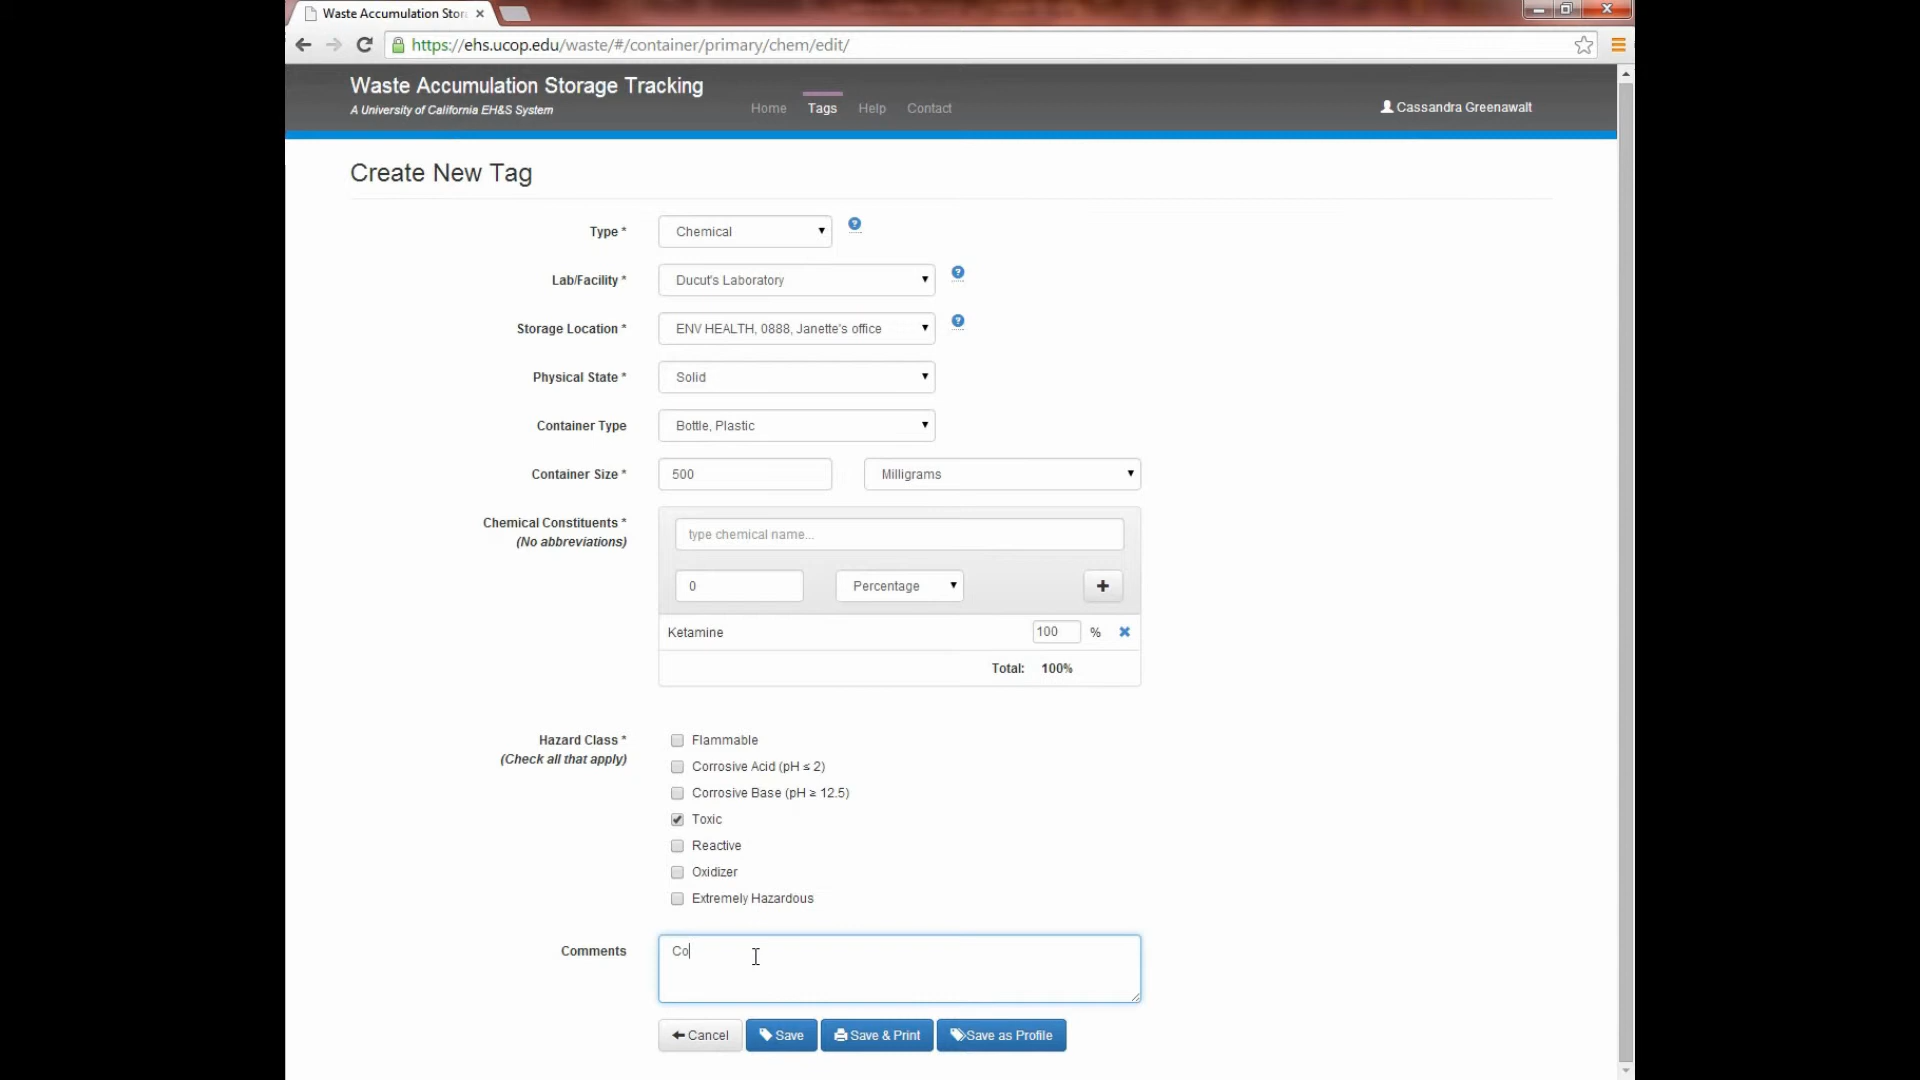 Waste Accumulation Stor
https://ehs.ucop.edu/waste/#/container/primary/chem/edit/
Waste Accumulation Storage Tracking
A University of California EH&S System
Home Tags Help Contact
Cassandra Greenawalt
Create New Tag
Type * Chemical ?
Lab/Facility * Ducut's Laboratory ?
Storage Location * ENV HEALTH, 0888, Janette's office ?
Physical State * Solid
Container Type Bottle, Plastic
Container Size * 500 Milligrams
Chemical Constituents *
(No abbreviations)
type chemical name...
0 Percentage +
Ketamine 100 %
Total: 100%
Hazard Class *
(Check all that apply)
Flammable
Corrosive Acid (pH ≤ 2)
Corrosive Base (pH ≥ 12.5)
Toxic
Reactive
Oxidizer
Extremely Hazardous
Comments Co
Cancel Save Save & Print Save as Profile